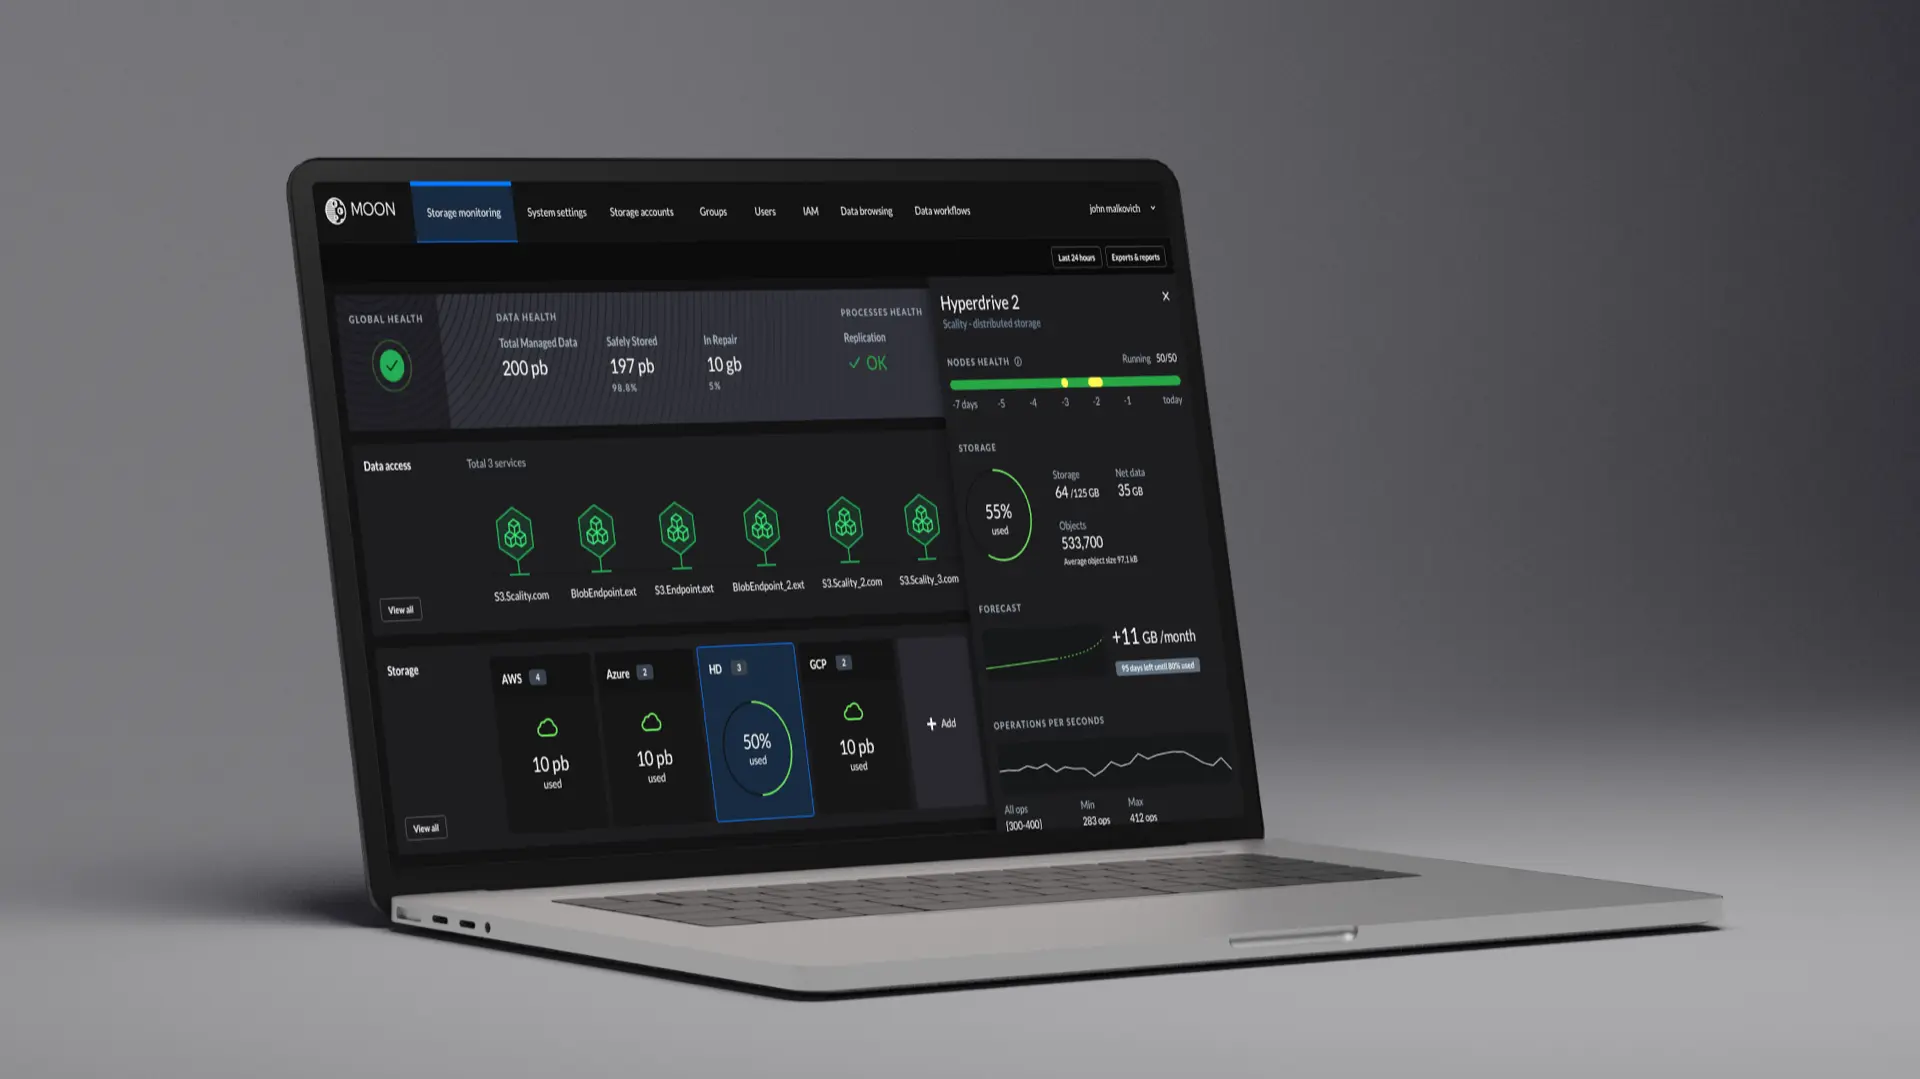 MOON
Storage monitoring
System settings
Storage accounts
Groups
Users
IAM
Data browsing
Data workflows
john malkovich
Last 24 hours
Exports & reports
GLOBAL HEALTH
DATA HEALTH
Total Managed Data
200 pb
Safely Stored
197 pb
98.8%
In Repair
10 gb
5%
PROCESSES HEALTH
Replication
OK
Data access
Total 3 services
S3.Scality.com
BlobEndpoint.ext
S3.Endpoint.ext
BlobEndpoint_2.ext
S3.Scality_2.com
S3.Scality_3.com
View all
Storage
AWS 4
10 pb
used
Azure 2
10 pb
used
HD 3
50%
used
GCP 2
10 pb
used
+ Add
View all
Hyperdrive 2
X
Scality - distributed storage
NODES HEALTH
Running 50/50
-7 days -5 -4 -3 -2 -1 today
STORAGE
55%
used
Storage
64 /125 GB
Net data
35 GB
Objects
533,700
Average object size 97.1 kB
FORECAST
+11 GB /month
95 days left until 80% used
OPERATIONS PER SECONDS
All ops
[300-400]
Min
283 ops
Max
412 ops